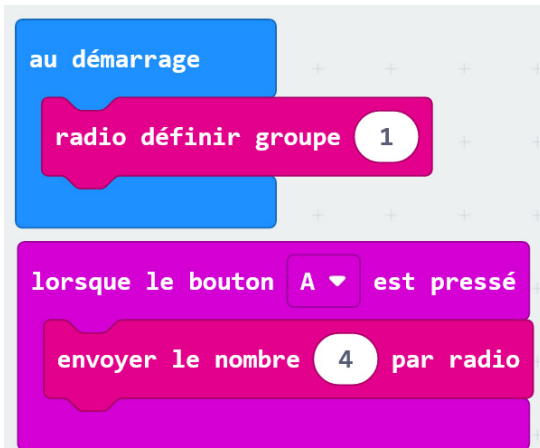 au démarrage
radio définir groupe 1
lorsque le bouton A est pressé
envoyer le nombre 4 par radio